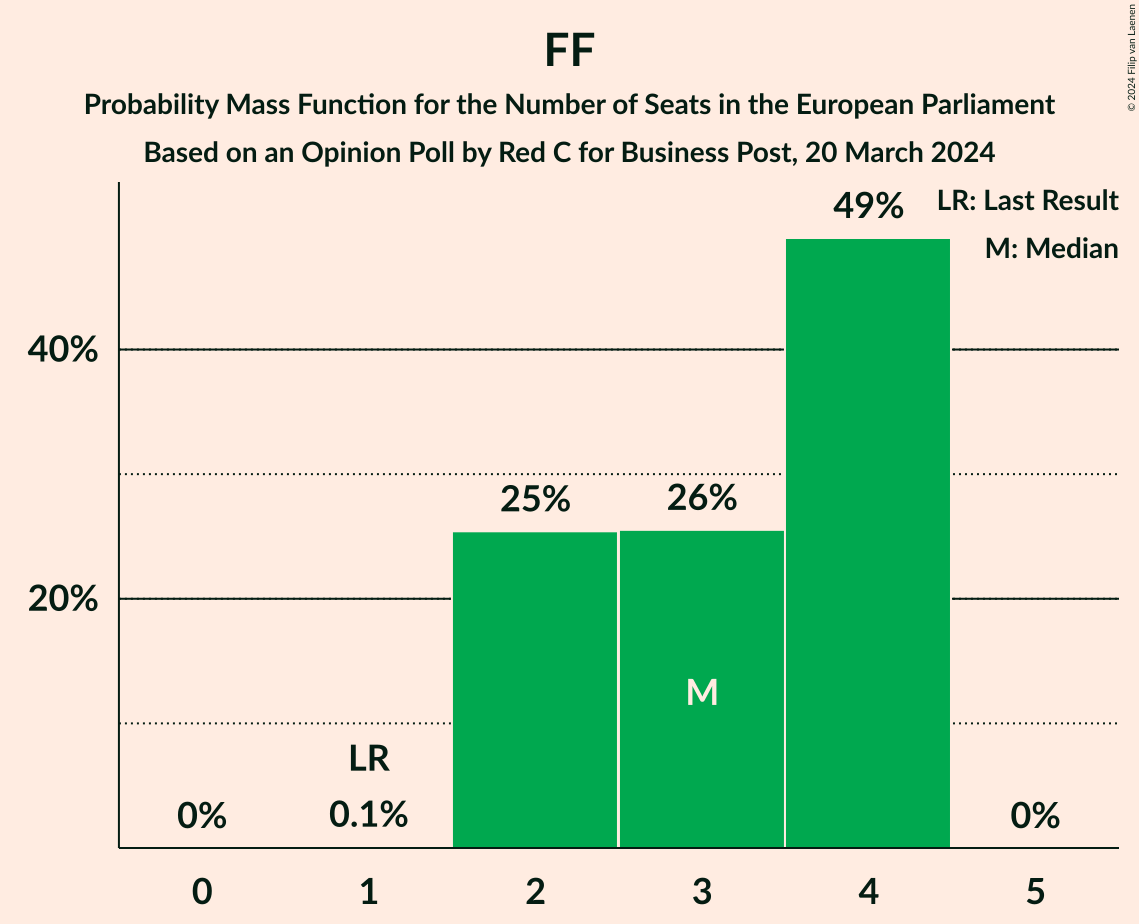 FF
Probability Mass Function for the Number of Seats in the European Parliament
Based on an Opinion Poll by Red C for Business Post, 20 March 2024
© 2024 Filip van Laenen
LR: Last Result
M: Median
49%
40%
25%
26%
20%
M
LR
0%
0.1%
0%
0
1
2
3
4
5